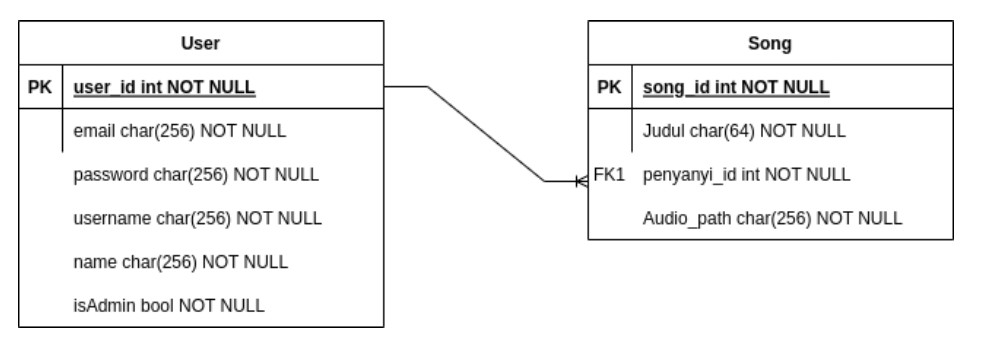 User
PK user_id int NOT NULL
email char(256) NOT NULL
password char(256) NOT NULL
username char(256) NOT NULL
name char(256) NOT NULL
isAdmin bool NOT NULL
Song
PK song_id int NOT NULL
Judul char(64) NOT NULL
FK1 penyanyi_id int NOT NULL
Audio_path char(256) NOT NULL